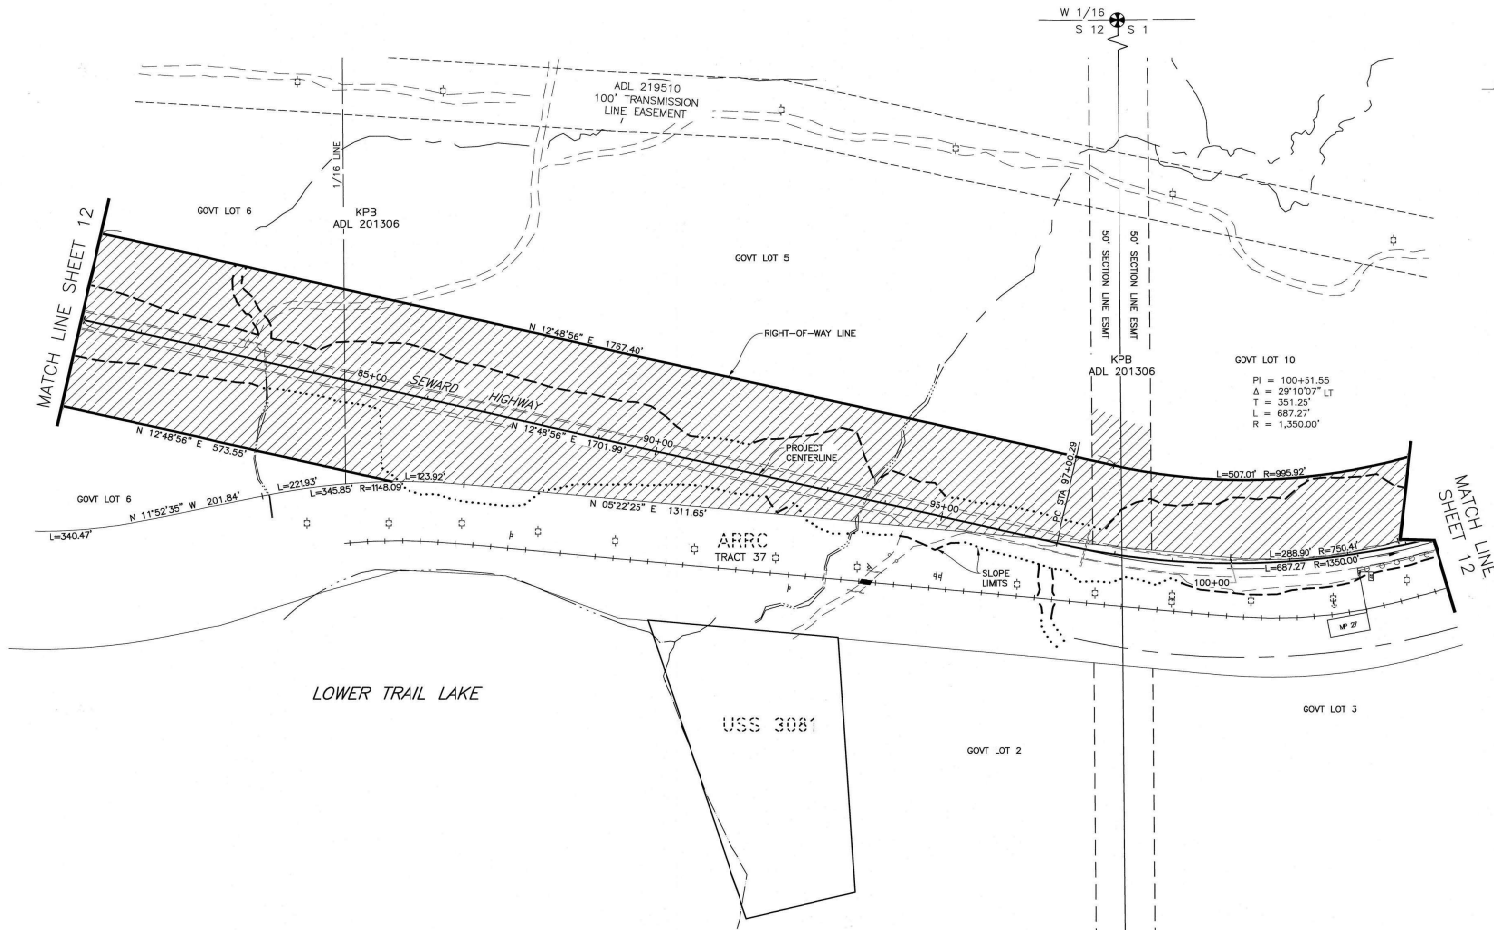 W 1/16
S 12 S 1
ADL 219510
100' TRANSMISSION
LINE EASEMENT
1/16 LINE
GOVT LOT 6
KPB
ADL 201306
MATCH LINE SHEET 12
GOVT LOT 5
50' SECTION LINE ESMT
50' SECTION LINE ESMT
N 12°48'56" E 1757.40'
RIGHT-OF-WAY LINE
KPB
ADL 201306
GOVT LOT 10
PI = 100+51.55
Δ = 29°10'07" LT
T = 351.25'
L = 687.27'
R = 1,350.00'
85+00
SEWARD
HIGHWAY
N 12°48'56" E 1701.99'
90+00
PROJECT
CENTERLINE
N 12°48'56" E 573.55'
PC STA 97+00.29
L=507.01' R=995.92'
95+00
L=221.93'
L=123.92'
L=345.85' R=1148.09'
GOVT LOT 6
N 11°52'35" W 201.84'
L=340.47'
N 05°22'25" E 1311.65'
ARRC
TRACT 37
SLOPE
LIMITS
L=288.90' R=750.41'
L=687.27 R=1350.00'
100+00
MATCH LINE
SHEET 12
MP 27
LOWER TRAIL LAKE
USS 3081
GOVT LOT 2
GOVT LOT 3